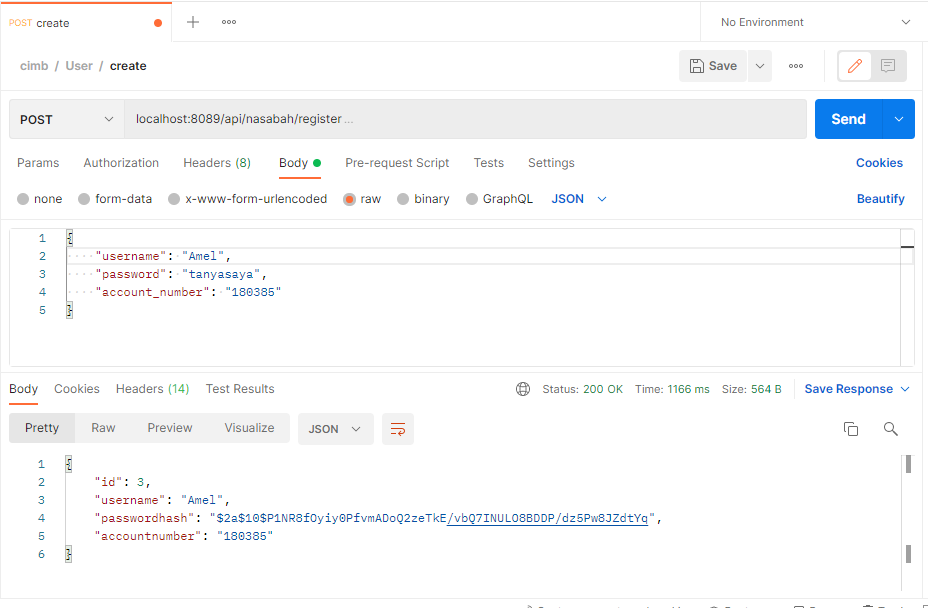 POST create
No Environment
cimb / User / create
Save
POST localhost:8089/api/nasabah/register ...
Send
Params Authorization Headers (8) Body Pre-request Script Tests Settings Cookies
none form-data x-www-form-urlencoded raw binary GraphQL JSON Beautify
1 {
2 "username": "Amel",
3 "password": "tanyasaya",
4 "account_number": "180385"
5 }
Body Cookies Headers (14) Test Results Status: 200 OK Time: 1166 ms Size: 564 B Save Response
Pretty Raw Preview Visualize JSON
1 {
2 "id": 3,
3 "username": "Amel",
4 "passwordhash": "$2a$10$P1NR8fOyiy0PfvmADoQ2zeTkE/vbQ7INULO8BDDP/dz5Pw8JZdtYq",
5 "accountnumber": "180385"
6 }